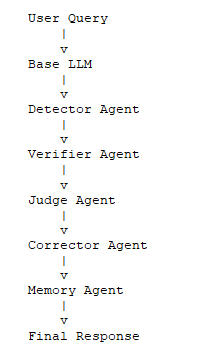 User Query
|
v
Base LLM
|
v
Detector Agent
|
v
Verifier Agent
|
v
Judge Agent
|
v
Corrector Agent
|
v
Memory Agent
|
v
Final Response